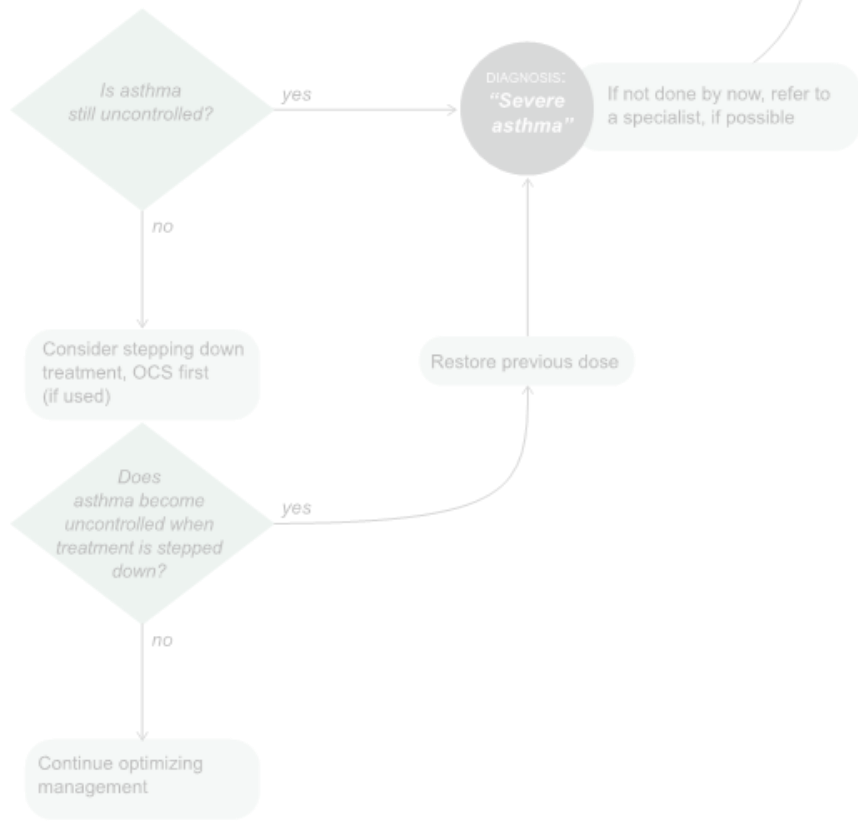 Is asthma
still uncontrolled?
yes
DIAGNOSIS:
“Severe
asthma”
If not done by now, refer to
a specialist, if possible
no
Consider stepping down
treatment, OCS first
(if used)
Restore previous dose
Does
asthma become
uncontrolled when
treatment is stepped
down?
yes
no
Continue optimizing
management